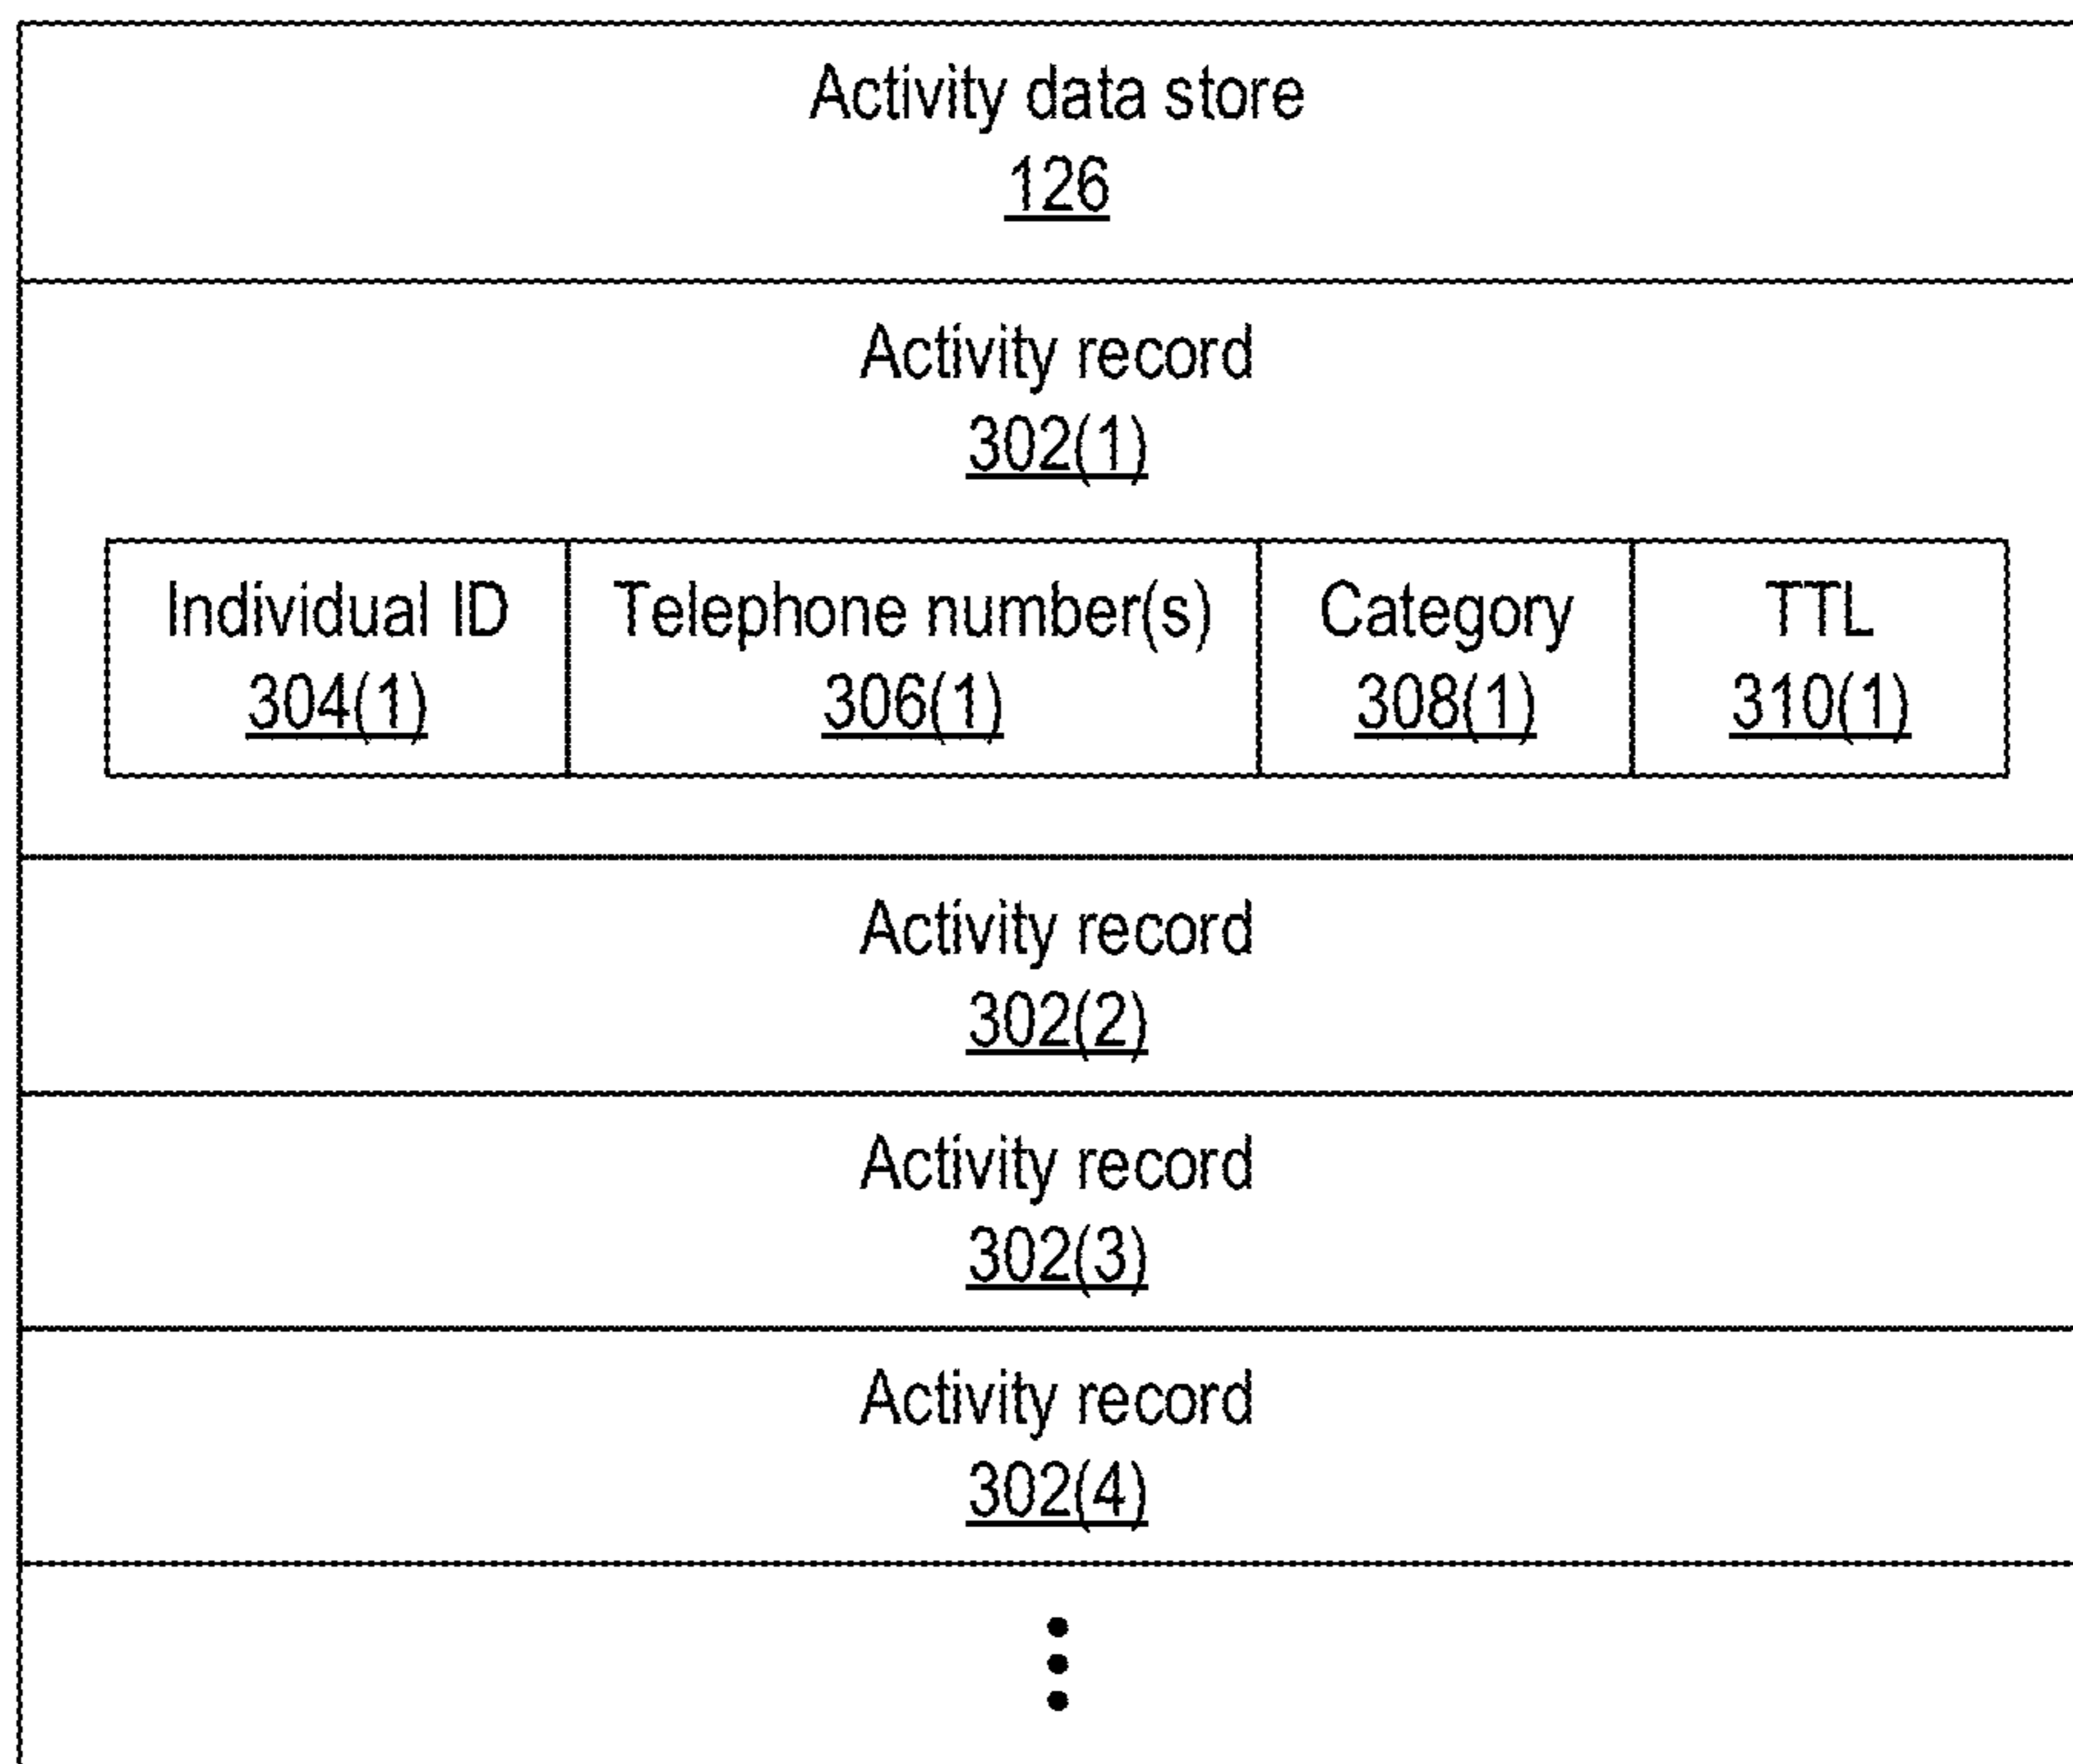 Activity data store
126
Activity record
302(1)
Individual ID
304(1)
Telephone number(s)
306(1)
Category
308(1)
TTL
310(1)
Activity record
302(2)
Activity record
302(3)
Activity record
302(4)